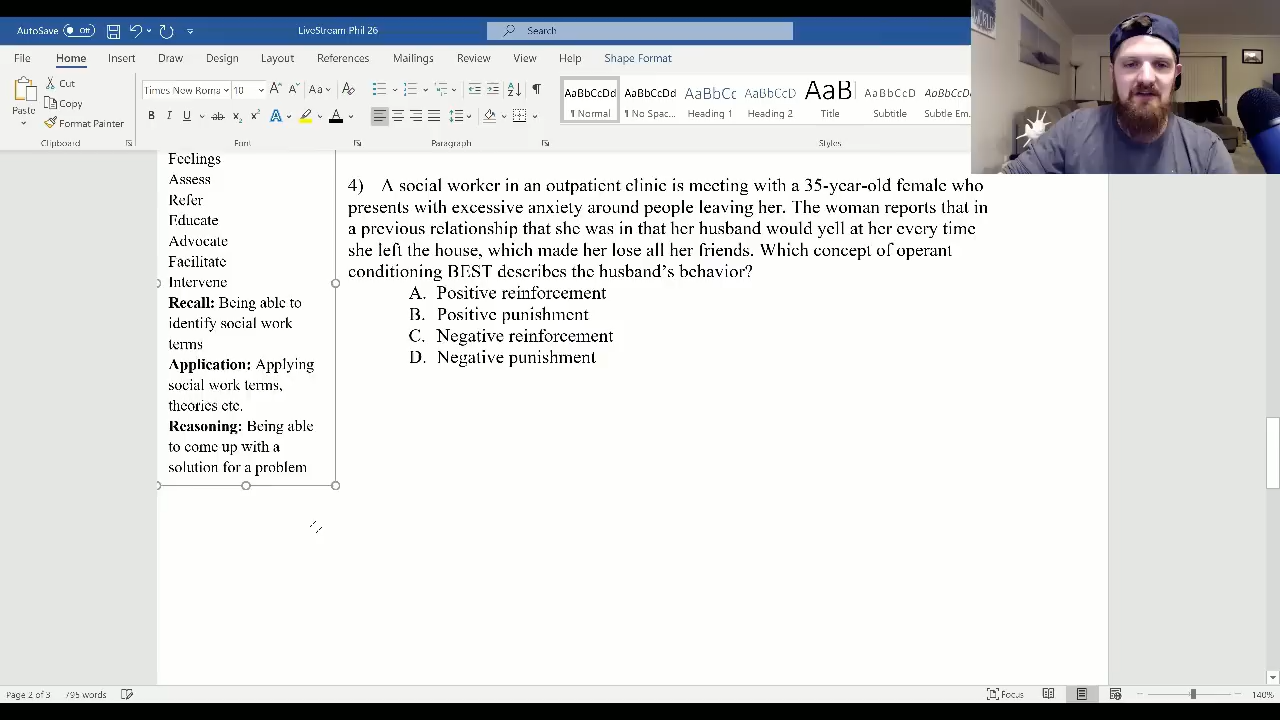 AutoSave Off LiveStream Phil 26 Search
File Home Insert Draw Design Layout References Mailings Review View Help Shape Format
Paste Cut Copy Format Painter
Times New Roma 10
AaBbCcDd AaBbCcDd AaBbCc AaBbCcD AaB AaBbCcD AaBbCcDd
¶ Normal ¶ No Spac... Heading 1 Heading 2 Title Subtitle Subtle Em...
Clipboard Font Paragraph Styles
WORLD
Feelings
Assess
Refer
Educate
Advocate
Facilitate
Intervene
Recall: Being able to
identify social work
terms
Application: Applying
social work terms,
theories etc.
Reasoning: Being able
to come up with a
solution for a problem
4) A social worker in an outpatient clinic is meeting with a 35-year-old female who
presents with excessive anxiety around people leaving her. The woman reports that in
a previous relationship that she was in that her husband would yell at her every time
she left the house, which made her lose all her friends. Which concept of operant
conditioning BEST describes the husband’s behavior?
A. Positive reinforcement
B. Positive punishment
C. Negative reinforcement
D. Negative punishment
Page 2 of 3 795 words Focus 140%